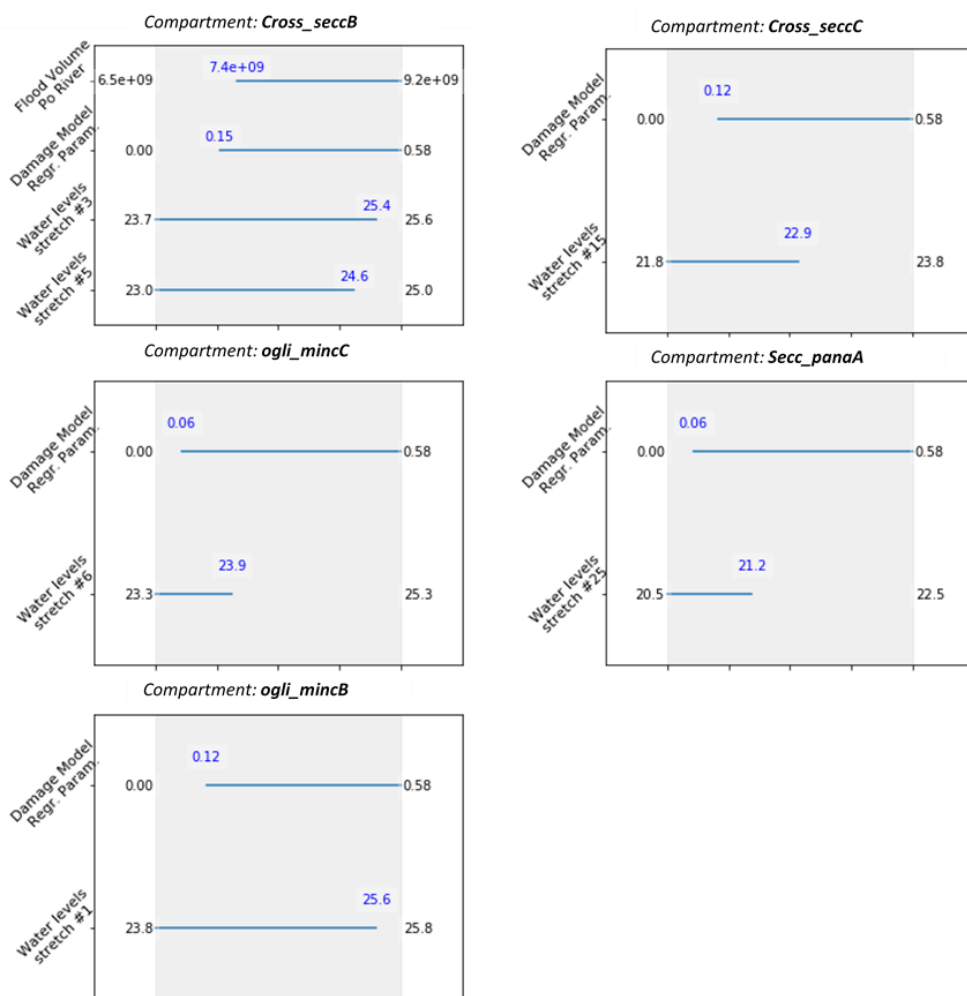 Compartment: Cross_seccB
Flood Volume
Po River
6.5e+09
7.4e+09
9.2e+09
Damage Model
Regr. Param.
0.00
0.15
0.58
Water levels
stretch #3
23.7
25.4
25.6
Water levels
stretch #5
23.0
24.6
25.0
Compartment: Cross_seccC
Damage Model
Regr. Param.
0.00
0.12
0.58
Water levels
stretch #15
21.8
22.9
23.8
Compartment: ogli_mincC
Damage Model
Regr. Param.
0.00
0.06
0.58
Water levels
stretch #6
23.3
23.9
25.3
Compartment: Secc_panaA
Damage Model
Regr. Param.
0.00
0.06
0.58
Water levels
stretch #25
20.5
21.2
22.5
Compartment: ogli_mincB
Damage Model
Regr. Param.
0.00
0.12
0.58
Water levels
stretch #1
23.8
25.6
25.8